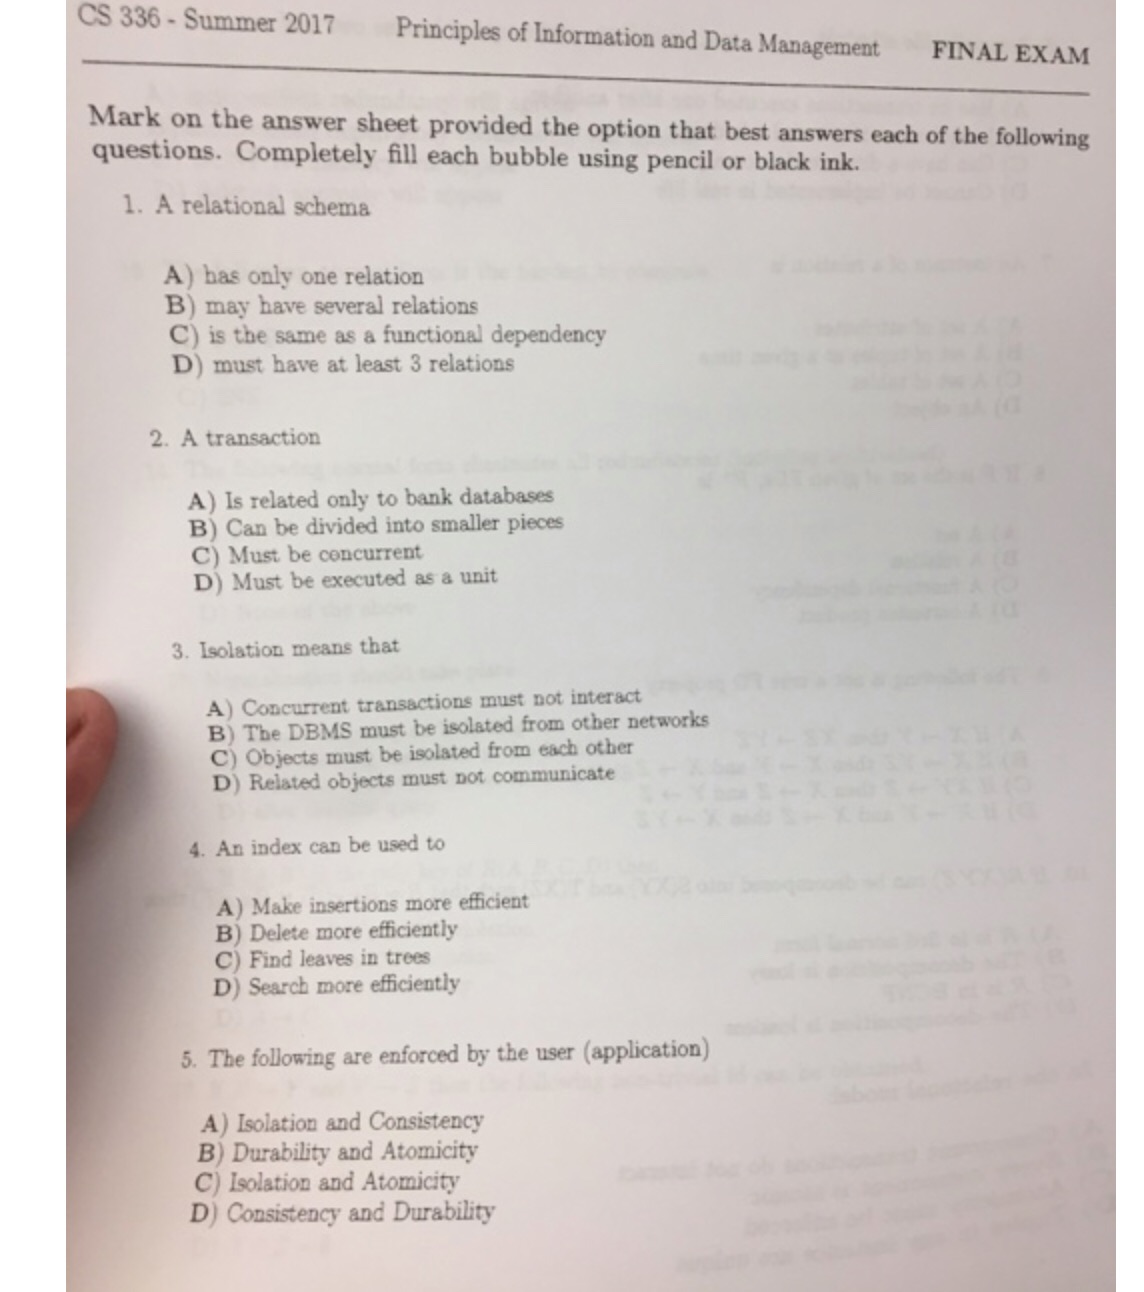 CS 336 - Summer 2017 Principles of Information and Data Management FINAL EXAM
Mark on the answer sheet provided the option that best answers each of the following
questions. Completely fill each bubble using pencil or black ink.
1. A relational schema
A) has only one relation
B) may have several relations
C) is the same as a functional dependency
D) must have at least 3 relations
2. A transaction
A) Is related only to bank databases
B) Can be divided into smaller pieces
C) Must be concurrent
D) Must be executed as a unit
3. Isolation means that
A) Concurrent transactions must not interact
B) The DBMS must be isolated from other networks
C) Objects must be isolated from each other
D) Related objects must not communicate
4. An index can be used to
A) Make insertions more efficient
B) Delete more efficiently
C) Find leaves in trees
D) Search more efficiently
5. The following are enforced by the user (application)
A) Isolation and Consistency
B) Durability and Atomicity
C) Isolation and Atomicity
D) Consistency and Durability